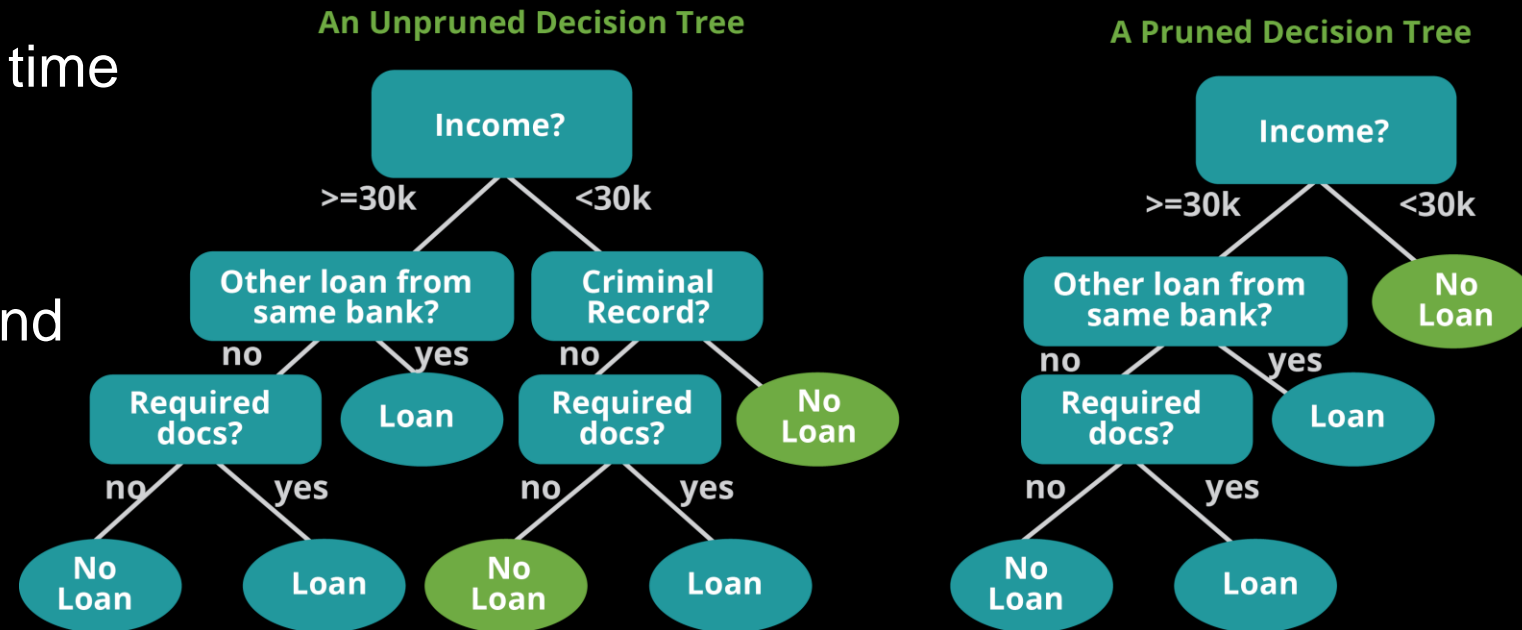 An Unpruned Decision Tree
A Pruned Decision Tree
time
Income?
Income?
>=30k
<30k
>=30k
<30k
Other loan from
same bank?
Criminal
Record?
Other loan from
same bank?
No
Loan
nd
no
yes
no
no
yes
Required
docs?
Loan
Required
docs?
No
Loan
Required
docs?
Loan
no
yes
no
yes
no
yes
No
Loan
Loan
No
Loan
Loan
No
Loan
Loan